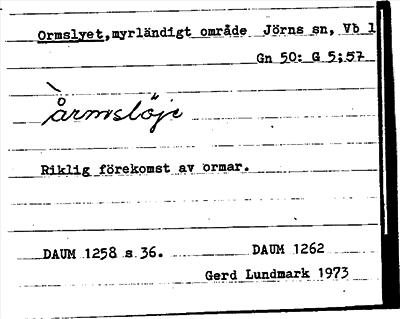 Ormslyet, myrländigt område Jörns sn, Vb l
Gn 50: G 5;57
`årmslöje
Riklig förekomst av ormar.
DAUM 1258 s 36. DAUM 1262
Gerd Lundmark 1973